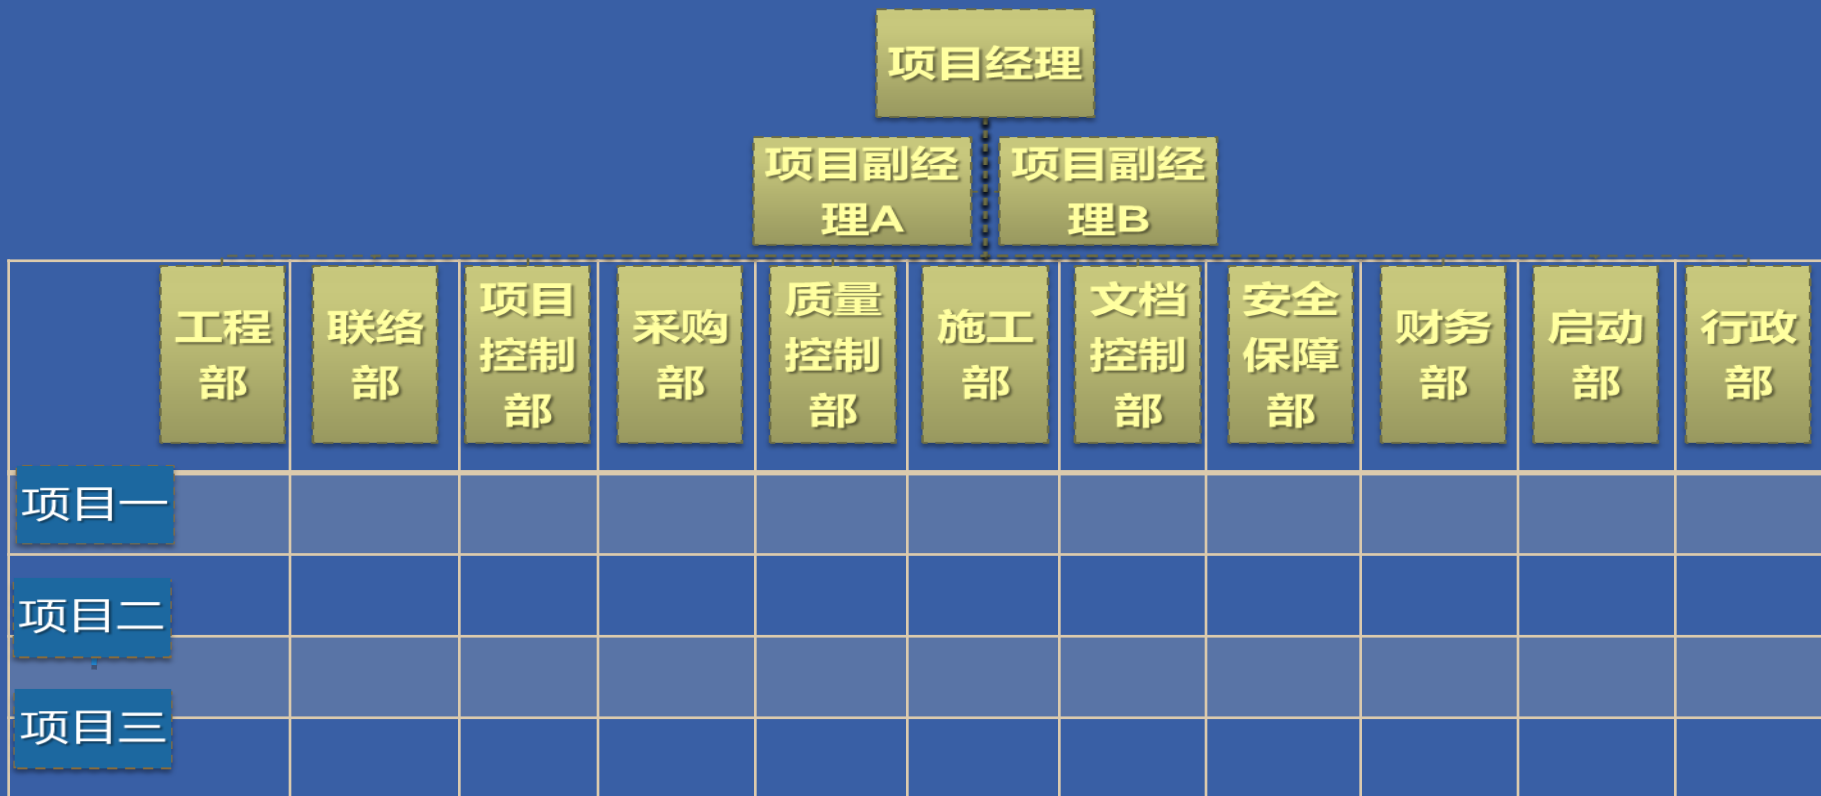 项目经理
项目副经
理A
项目副经
理B
工程
部
联络
部
项目
控制
部
采购
部
质量
控制
部
施工
部
文档
控制
部
安全
保障
部
财务
部
启动
部
行政
部
项目一
项目二
项目三